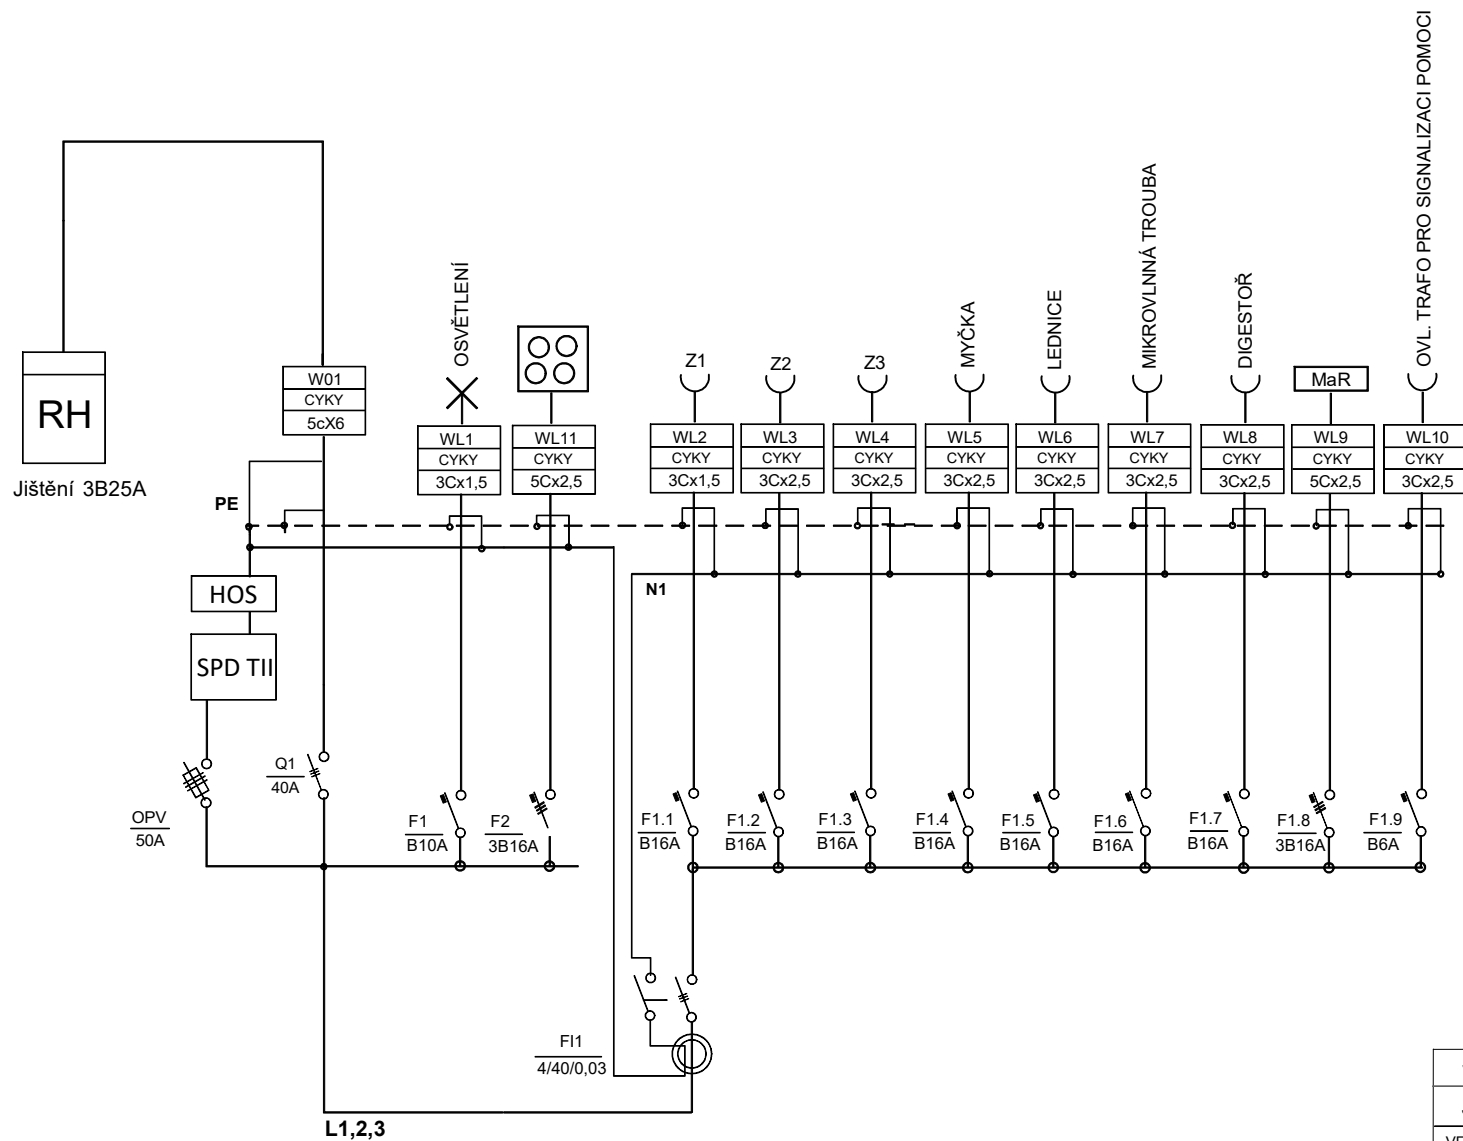 OVL. TRAFO PRO SIGNALIZACI POMOCI
MIKROVLNNÁ TROUBA
OSVĚTLENÍ
DIGESTOŘ
LEDNICE
MYČKA
Z1
Z2
Z3
MaR
RH
Jištění 3B25A
W01
CYKY
5cX6
WL1
CYKY
3Cx1,5
WL11
CYKY
5Cx2,5
WL2
CYKY
3Cx1,5
WL3
CYKY
3Cx2,5
WL4
CYKY
3Cx2,5
WL5
CYKY
3Cx2,5
WL6
CYKY
3Cx2,5
WL7
CYKY
3Cx2,5
WL8
CYKY
3Cx2,5
WL9
CYKY
5Cx2,5
WL10
CYKY
3Cx2,5
PE
N1
HOS
SPD TII
OPV
50A
Q1
40A
F1
B10A
F2
3B16A
F1.1
B16A
F1.2
B16A
F1.3
B16A
F1.4
B16A
F1.5
B16A
F1.6
B16A
F1.7
B16A
F1.8
3B16A
F1.9
B6A
FI1
4/40/0,03
L1,2,3